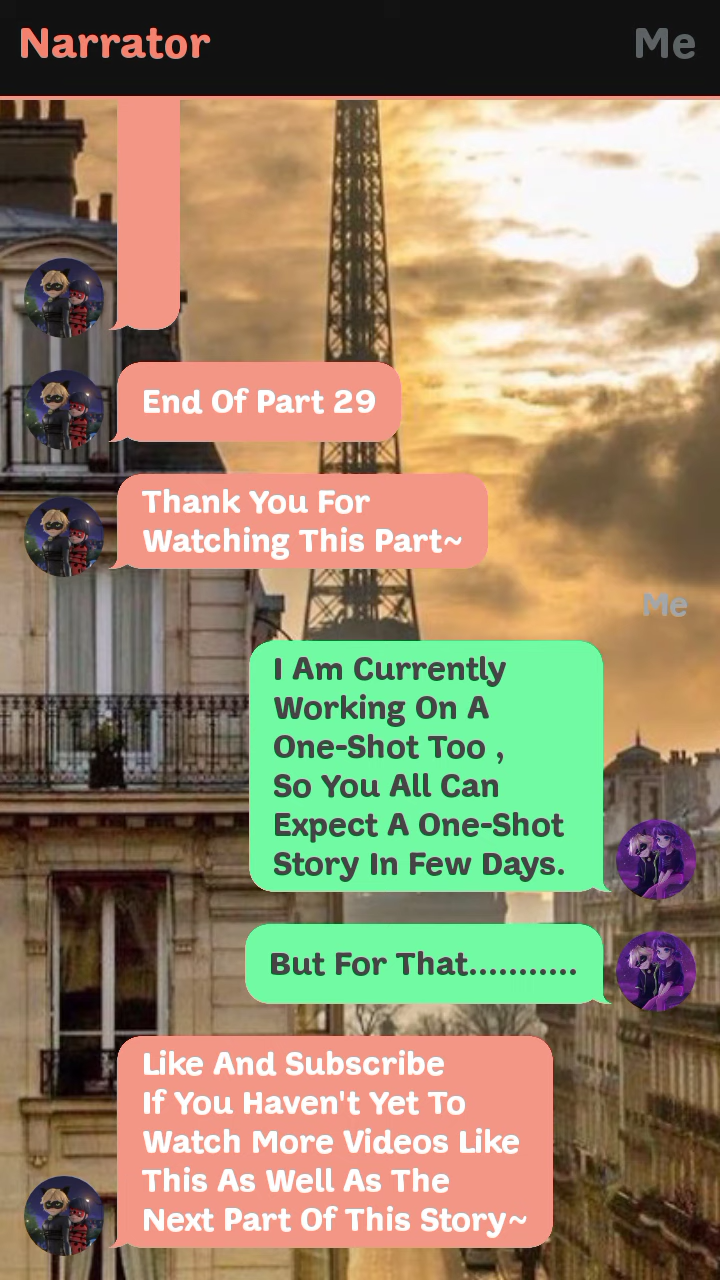 Narrator
Me
End Of Part 29
Thank You For
Watching This Part~
Me
I Am Currently
Working On A
One-Shot Too ,
So You All Can
Expect A One-Shot
Story In Few Days.
But For That...........
Like And Subscribe
If You Haven't Yet To
Watch More Videos Like
This As Well As The
Next Part Of This Story~